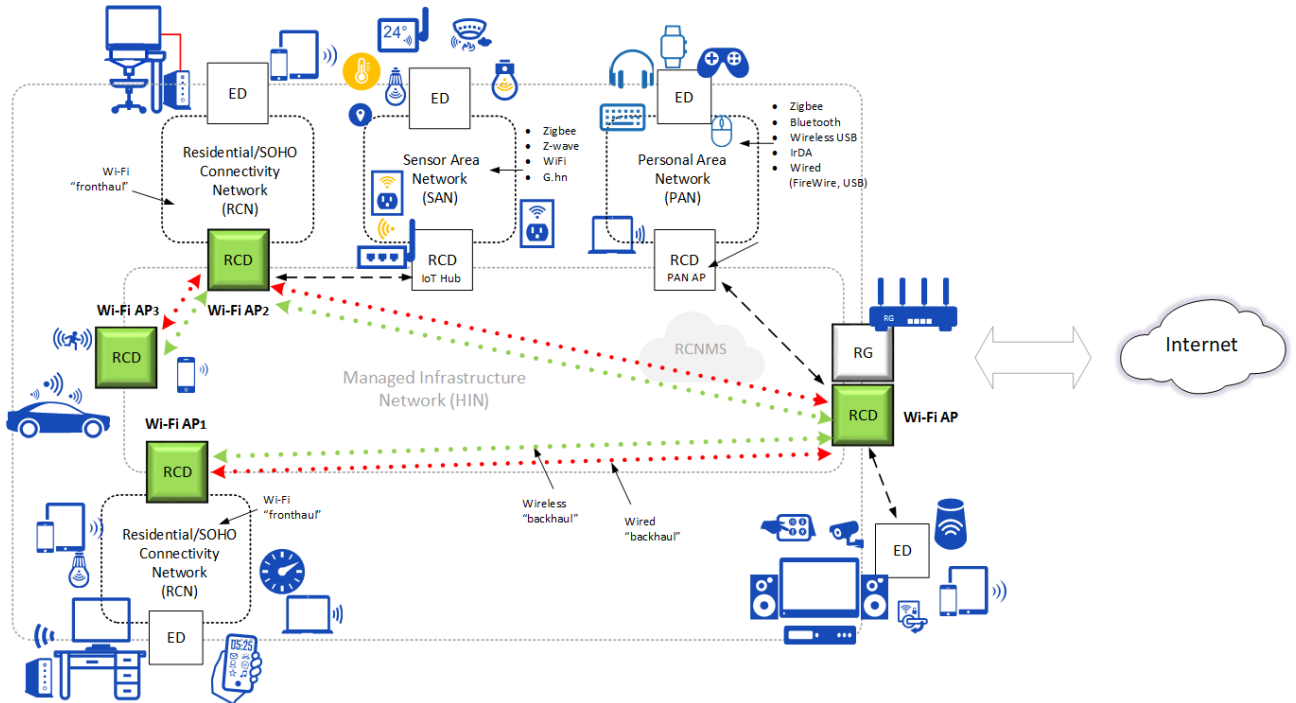 24°
ED
ED
ED
Residential/SOHO
Connectivity
Network
(RCN)
Wi-Fi
"fronthaul"
Sensor Area
Network
(SAN)
• Zigbee
• Z-wave
• WiFi
• G.hn
Personal Area
Network
(PAN)
• Zigbee
• Bluetooth
• Wireless USB
• IrDA
• Wired
(FireWire, USB)
RCD
RCD
IoT Hub
RCD
PAN AP
Wi-Fi AP3
Wi-Fi AP2
RCD
RG
RCNMS
RG
Internet
Managed Infrastructure
Network (HIN)
RCD
Wi-Fi AP
Wi-Fi AP1
RCD
Wi-Fi
"fronthaul"
Wireless
"backhaul"
Wired
"backhaul"
Residential/SOHO
Connectivity
Network
(RCN)
ED
ED
05:25